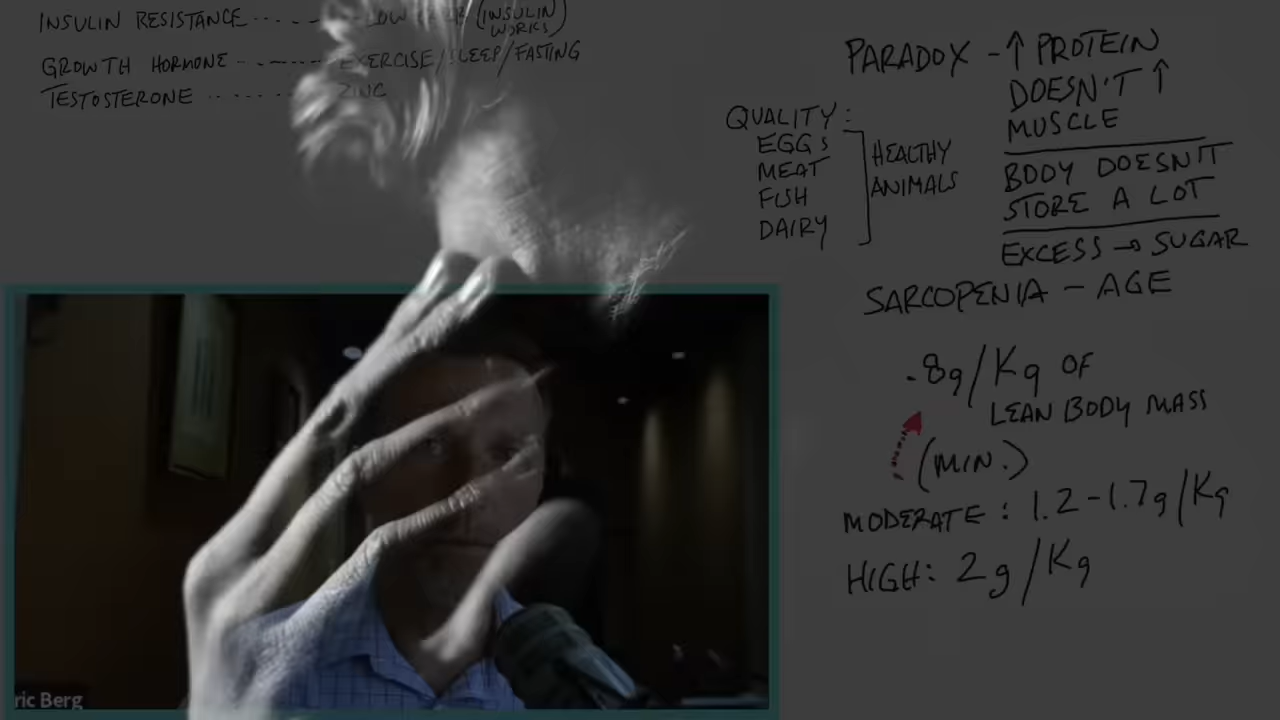 INSULIN RESISTANCE
(INSULIN
WORKS)
GROWTH HORMONE - - - - - - EXERCISE/SLEEP/FASTING
TESTOSTERONE ...... ZINC
QUALITY:
EGGS
MEAT
FISH
DAIRY
HEALTHY
ANIMALS
PARADOX - ↑ PROTEIN
DOESN'T ↑
MUSCLE
BODY DOESN'T
STORE A LOT
EXCESS → SUGAR
SARCOPENIA - AGE
.8g/Kg OF
LEAN BODY MASS
(MIN.)
MODERATE: 1.2-1.7g/Kg
HIGH: 2g/Kg
ric Berg